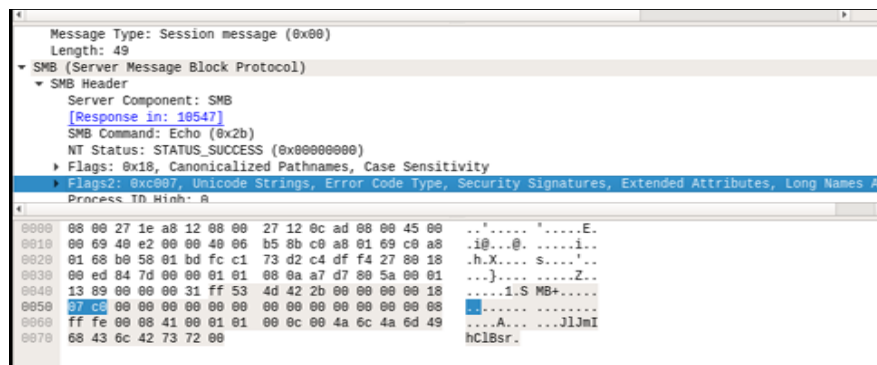 Message Type: Session message (0x00)
Length: 49
SMB (Server Message Block Protocol)
SMB Header
Server Component: SMB
[Response in: 10547]
SMB Command: Echo (0x2b)
NT Status: STATUS_SUCCESS (0x00000000)
Flags: 0x18, Canonicalized Pathnames, Case Sensitivity
Flags2: 0xc007, Unicode Strings, Error Code Type, Security Signatures, Extended Attributes, Long Names A
Process ID High: 0
0000 08 00 27 1e a8 12 08 00 27 12 0c ad 08 00 45 00 ..'..... '.....E.
0010 00 69 40 e2 00 00 40 06 b5 8b c0 a8 01 69 c0 a8 .i@...@. .....i..
0020 01 68 b0 58 01 bd fc c1 73 d2 c4 df f4 27 80 18 .h.X.... s....'..
0030 00 ed 84 7d 00 00 01 01 08 0a a7 d7 80 5a 00 01 ...}.... .....Z..
0040 13 89 00 00 00 31 ff 53 4d 42 2b 00 00 00 00 18 .....1.S MB+.....
0050 07 c0 00 00 00 00 00 00 00 00 00 00 00 00 00 08 ........ ........
0060 ff fe 00 08 41 00 01 01 00 0c 00 4a 6c 4a 6d 49 ....A... ...JlJmI
0070 68 43 6c 42 73 72 00 hClBsr.